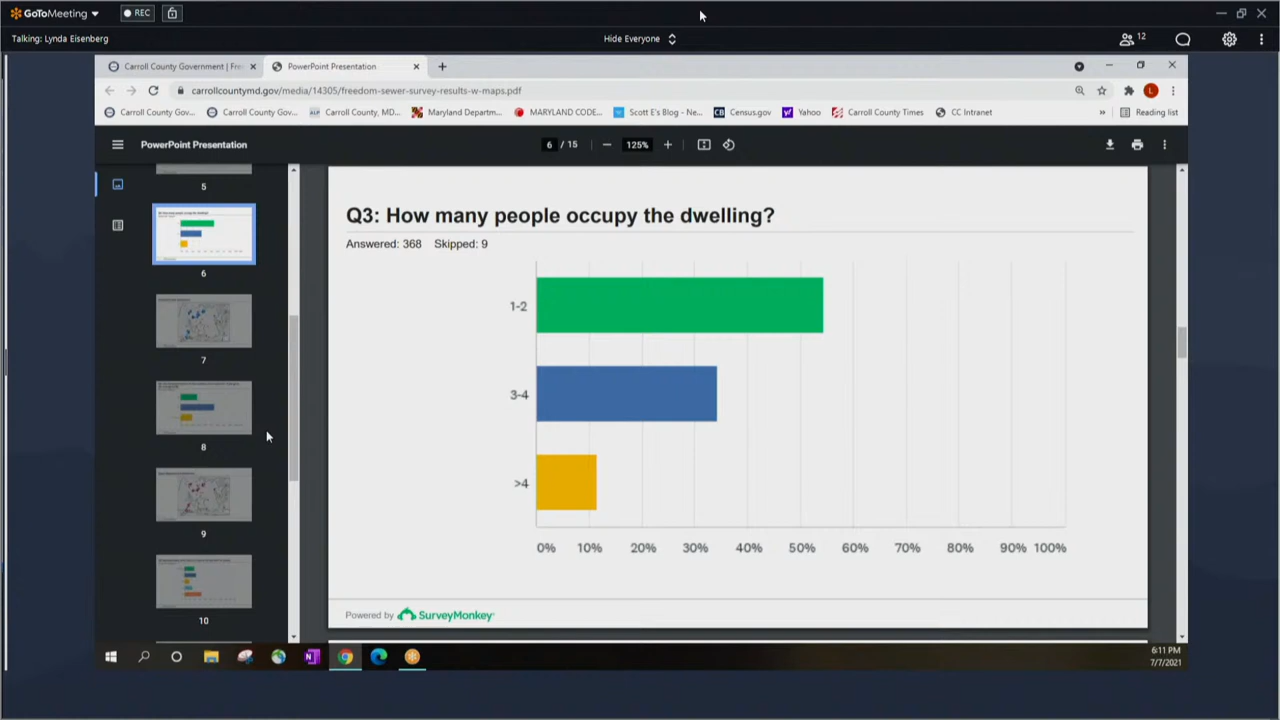 GoToMeeting
REC
Talking: Lynda Eisenberg
Hide Everyone
12
Carroll County Government | Fre
PowerPoint Presentation
carrollcountymd.gov/media/14305/freedom-sewer-survey-results-w-maps.pdf
L
Carroll County Gov...
Carroll County Gov...
Carroll County, MD...
Maryland Departm...
MARYLAND CODE...
Scott E's Blog - Ne...
Census.gov
Yahoo
Carroll County Times
CC Intranet
»
Reading list
PowerPoint Presentation
6 / 15
125%
5
6
7
8
9
10
Q3: How many people occupy the dwelling?
Answered: 368 Skipped: 9
1-2
3-4
>4
0% 10% 20% 30% 40% 50% 60% 70% 80% 90% 100%
Powered by SurveyMonkey
6:11 PM
7/7/2021